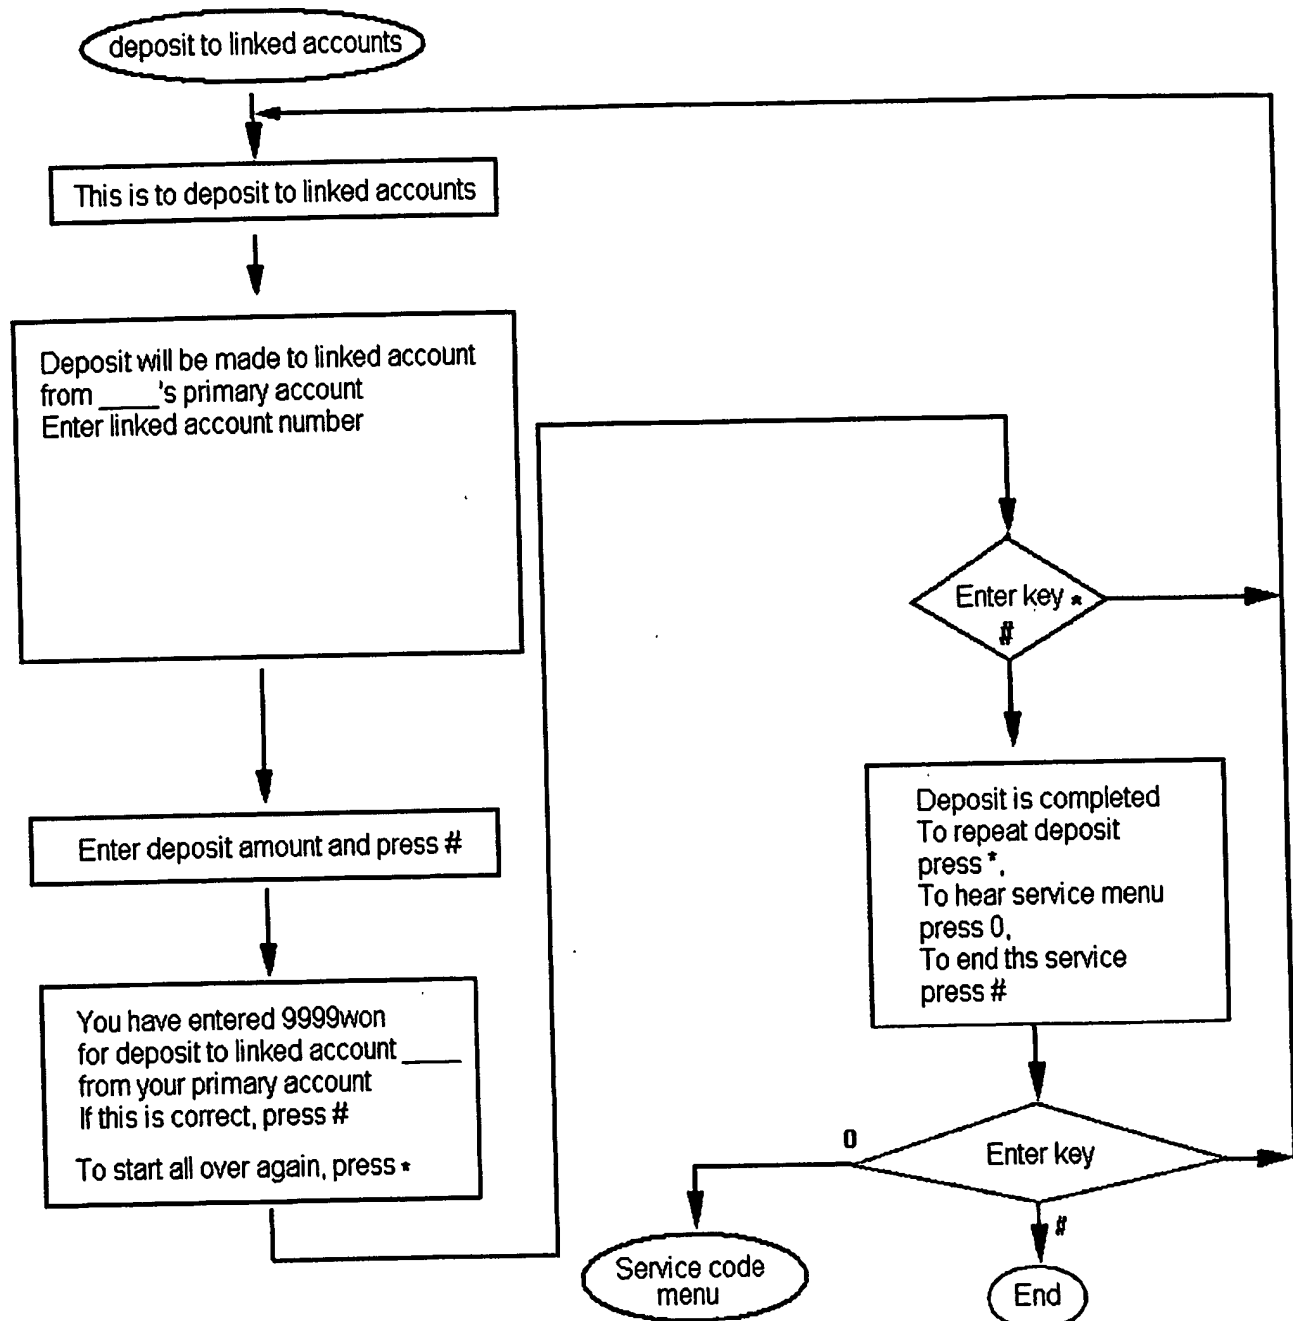 deposit to linked accounts
This is to deposit to linked accounts
Deposit will be made to linked account
from ____'s primary account
Enter linked account number
Enter deposit amount and press #
You have entered 9999won
for deposit to linked account ____
from your primary account
If this is correct, press #
To start all over again, press *
Enter key *
#
Deposit is completed
To repeat deposit
press *,
To hear service menu
press 0,
To end ths service
press #
0
Enter key
#
Service code
menu
End